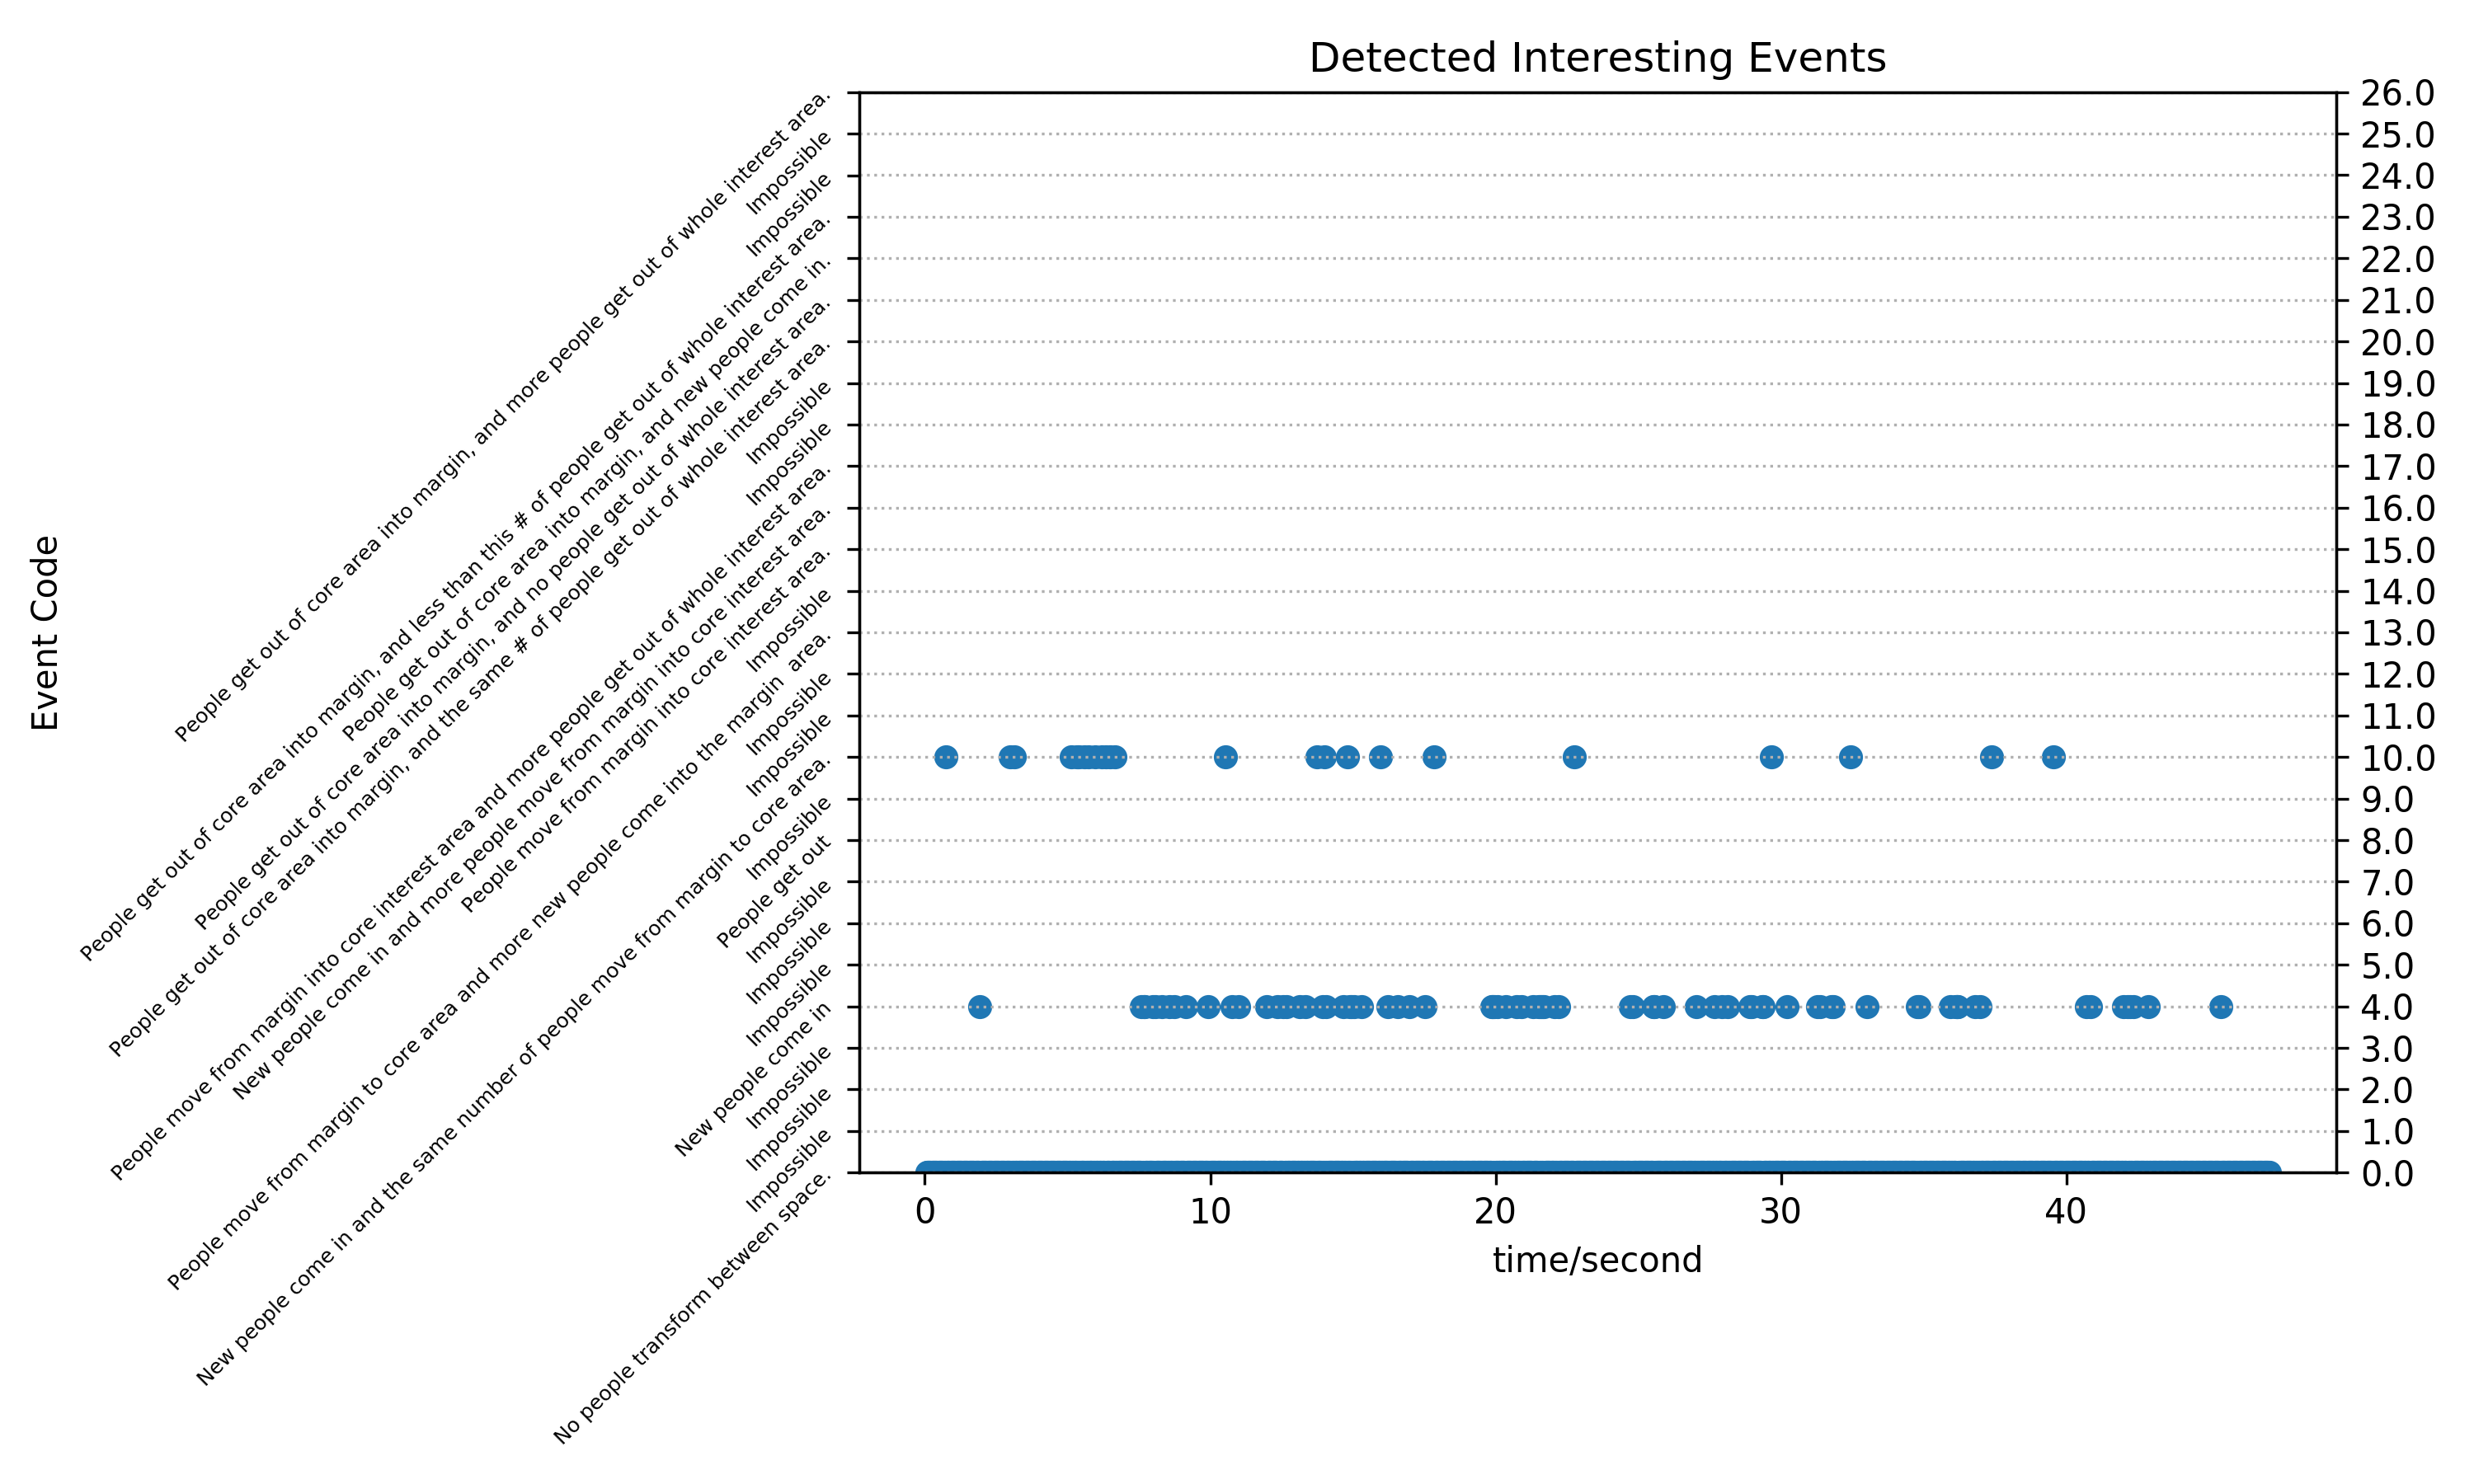 Detected Interesting Events
Event Code
People get out of core area into margin, and more people get out of whole interest area.
Impossible
Impossible
People get out of core area into margin, and less than this # of people get out of whole interest area.
People get out of core area into margin, and new people come in.
People get out of core area into margin, and no people get out of whole interest area.
People get out of core area into margin, and the same # of people get out of whole interest area.
Impossible
Impossible
People move from margin into core interest area and more people get out of whole interest area.
New people come in and more people move from margin into core interest area.
People move from margin into core interest area.
Impossible
People move from margin to core area and more new people come into the margin  area.
Impossible
Impossible
New people come in and the same number of people move from margin to core area.
Impossible
People get out
Impossible
Impossible
Impossible
New people come in
Impossible
Impossible
Impossible
No people transform between space.
26.0
25.0
24.0
23.0
22.0
21.0
20.0
19.0
18.0
17.0
16.0
15.0
14.0
13.0
12.0
11.0
10.0
9.0
8.0
7.0
6.0
5.0
4.0
3.0
2.0
1.0
0.0
0 10 20 30 40
time/second